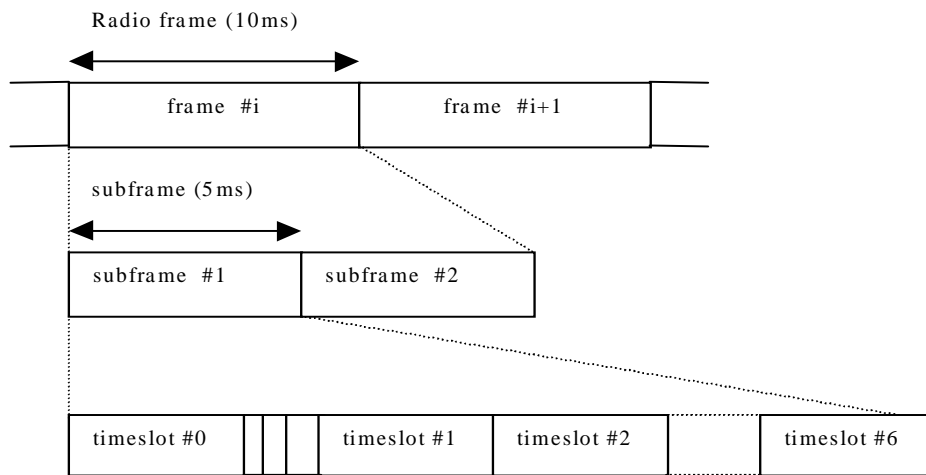 Radio frame (10ms)
frame #i
frame #i+1
subframe (5ms)
subframe #1
subframe #2
timeslot #0
timeslot #1
timeslot #2
timeslot #6